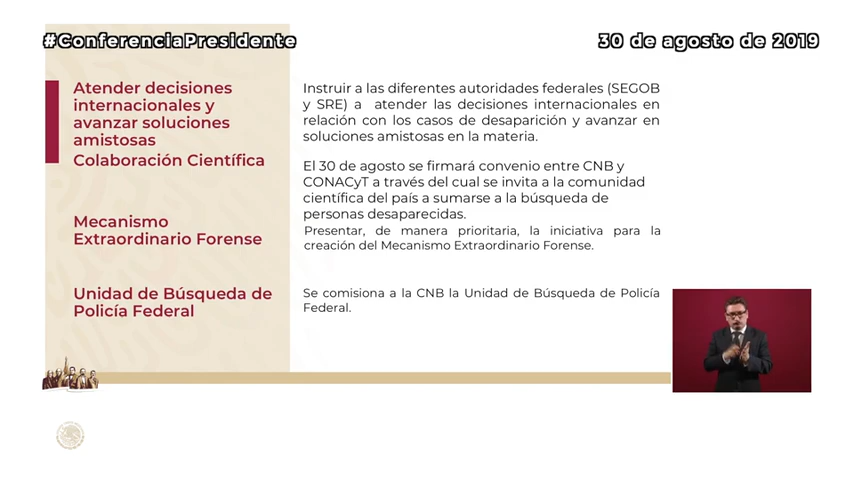 #ConferenciaPresidente
30 de agosto de 2019
Atender decisiones
internacionales y
avanzar soluciones
amistosas
Instruir a las diferentes autoridades federales (SEGOB
y SRE) a atender las decisiones internacionales en
relación con los casos de desaparición y avanzar en
soluciones amistosas en la materia.
Colaboración Científica
El 30 de agosto se firmará convenio entre CNB y
CONACyT a través del cual se invita a la comunidad
científica del país a sumarse a la búsqueda de
personas desaparecidas.
Mecanismo
Extraordinario Forense
Presentar, de manera prioritaria, la iniciativa para la
creación del Mecanismo Extraordinario Forense.
Unidad de Búsqueda de
Policía Federal
Se comisiona a la CNB la Unidad de Búsqueda de Policía
Federal.